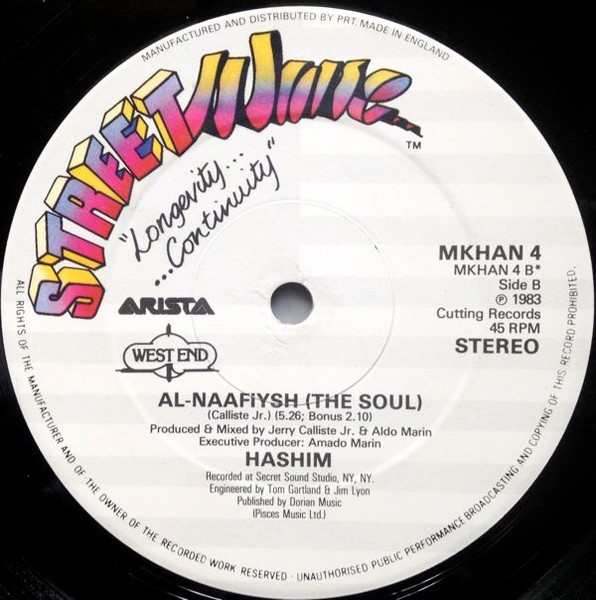 MANUFACTURED AND DISTRIBUTED BY PRT. MADE IN ENGLAND
STREET Wave
TM
"Longevity...
...Continuity"
MKHAN 4
MKHAN 4 B*
Side B
℗ 1983
Cutting Records
45 RPM
STEREO
ARISTA
WEST END
AL-NAAFiYSH (THE SOUL)
(Calliste Jr.) (5.26; Bonus 2.10)
Produced & Mixed by Jerry Calliste Jr. & Aldo Marin
Executive Producer: Amado Marin
HASHIM
Recorded at Secret Sound Studio, NY, NY.
Engineered by Tom Gartland & Jim Lyon
Published by Dorian Music
(Pisces Music Ltd.)
ALL RIGHTS OF THE MANUFACTURER AND OF THE OWNER OF THE RECORDED WORK RESERVED · UNAUTHORISED PUBLIC PERFORMANCE BROADCASTING AND COPYING OF THIS RECORD PROHIBITED.